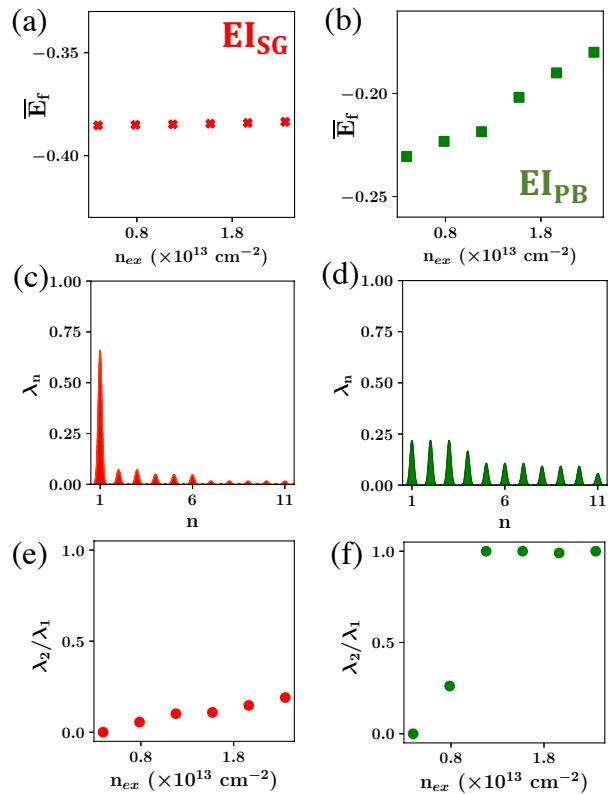 (a)
EI_SG
−0.35
−0.40
E̅_f
0.8
1.8
n_ex (×10^13 cm^−2)
(b)
EI_PB
−0.20
−0.25
E̅_f
0.8
1.8
n_ex (×10^13 cm^−2)
(c)
1.00
0.75
0.50
0.25
0.00
λ_n
1
6
11
n
(d)
1.00
0.75
0.50
0.25
0.00
λ_n
1
6
11
n
(e)
1.0
0.5
0.0
λ_2/λ_1
0.8
1.8
n_ex (×10^13 cm^−2)
(f)
1.0
0.5
0.0
λ_2/λ_1
0.8
1.8
n_ex (×10^13 cm^−2)